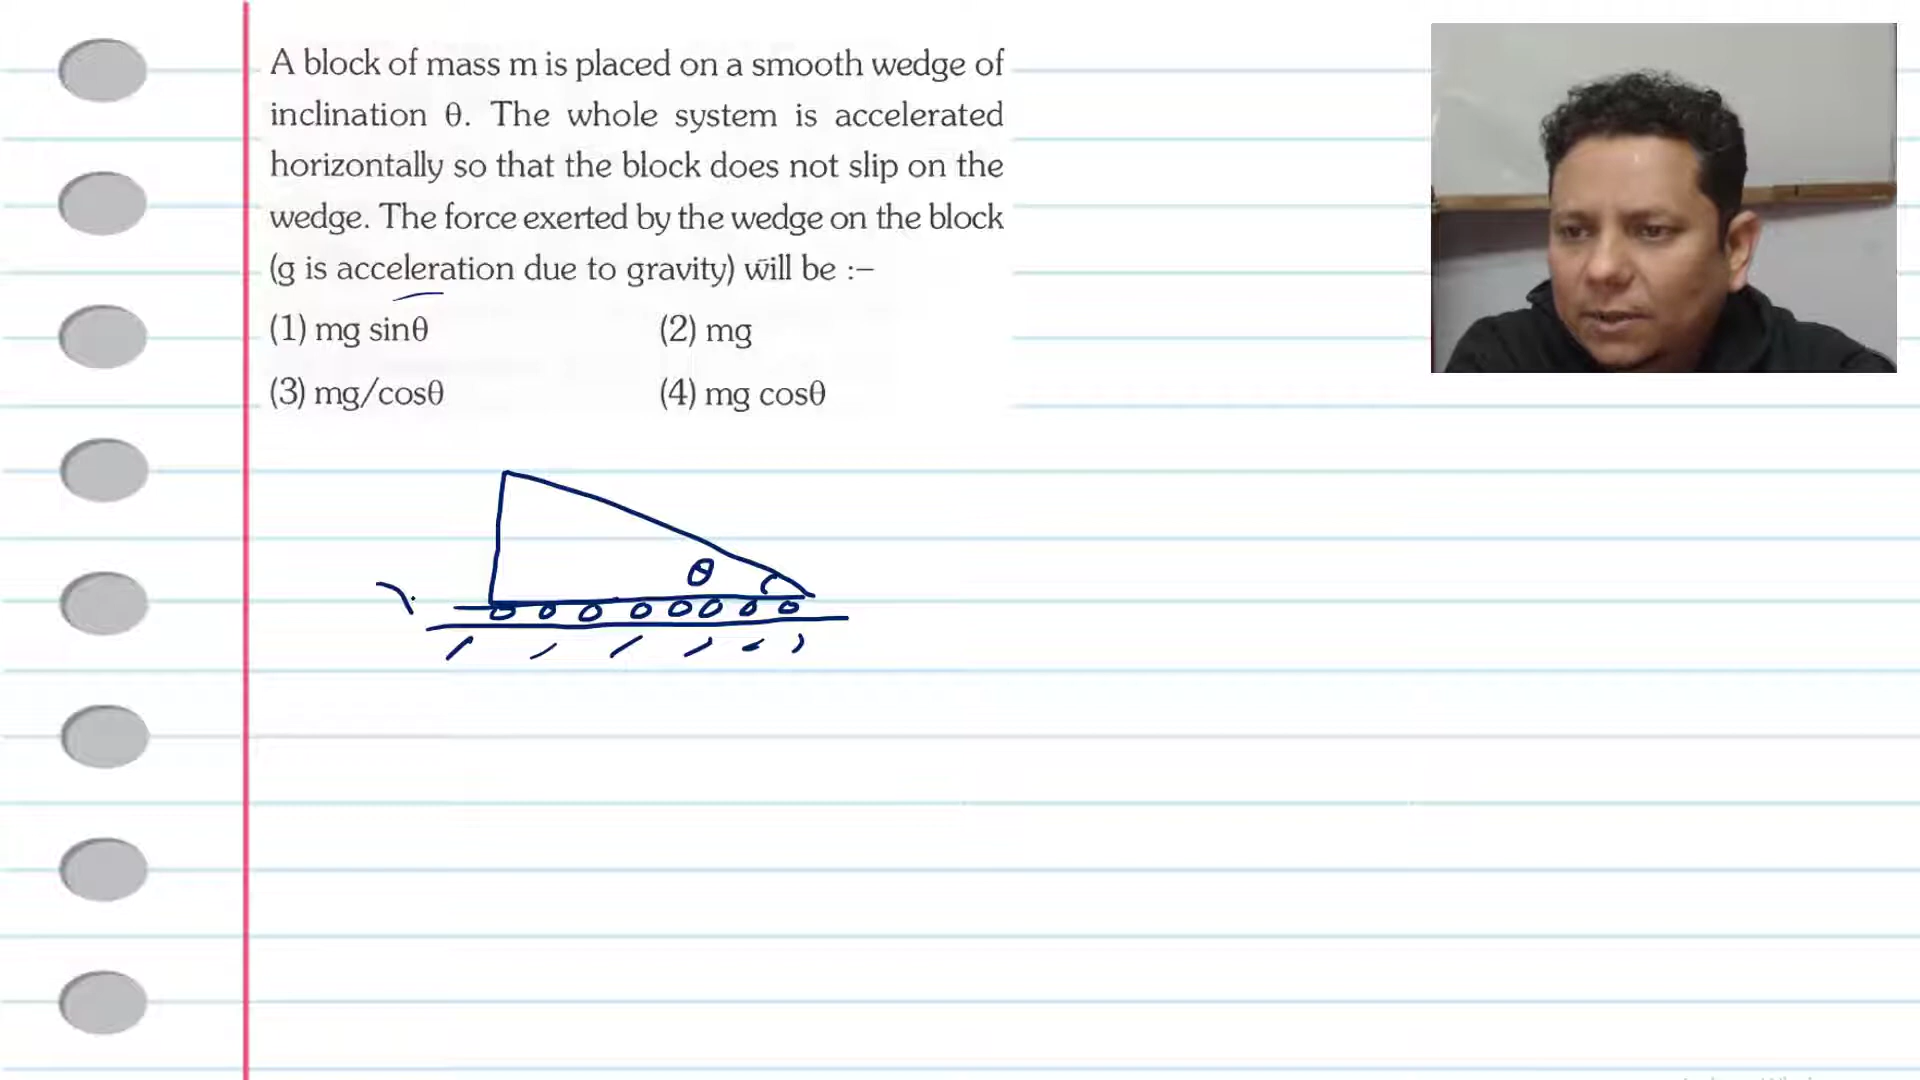 A block of mass m is placed on a smooth wedge of
inclination θ. The whole system is accelerated
horizontally so that the block does not slip on the
wedge. The force exerted by the wedge on the block
(g is acceleration due to gravity) will be :–
(1) mg sinθ (2) mg
(3) mg/cosθ (4) mg cosθ
θ